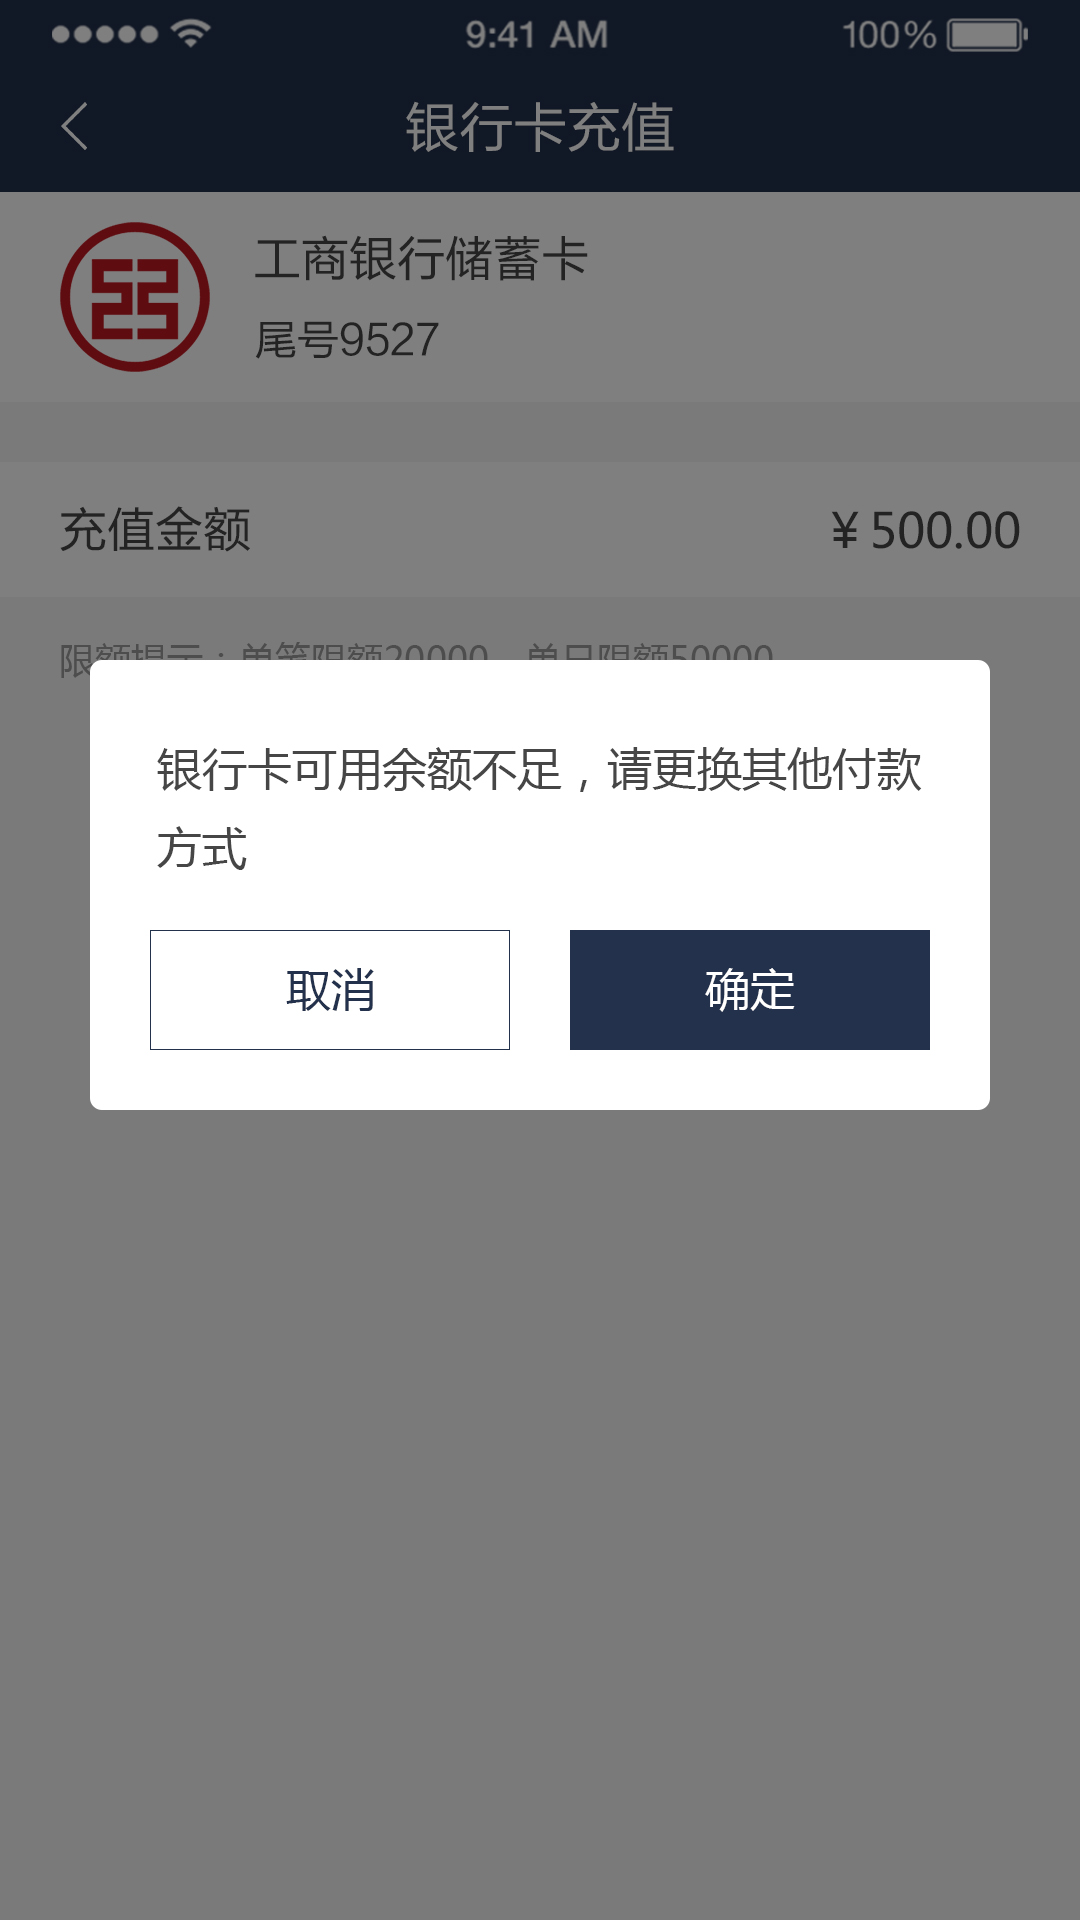 9:41 AM 100%
银行卡充值
工商银行储蓄卡
尾号9527
充值金额 ¥ 500.00
限额提示：单笔限额20000，单日限额50000
银行卡可用余额不足，请更换其他付款
方式
取消 确定